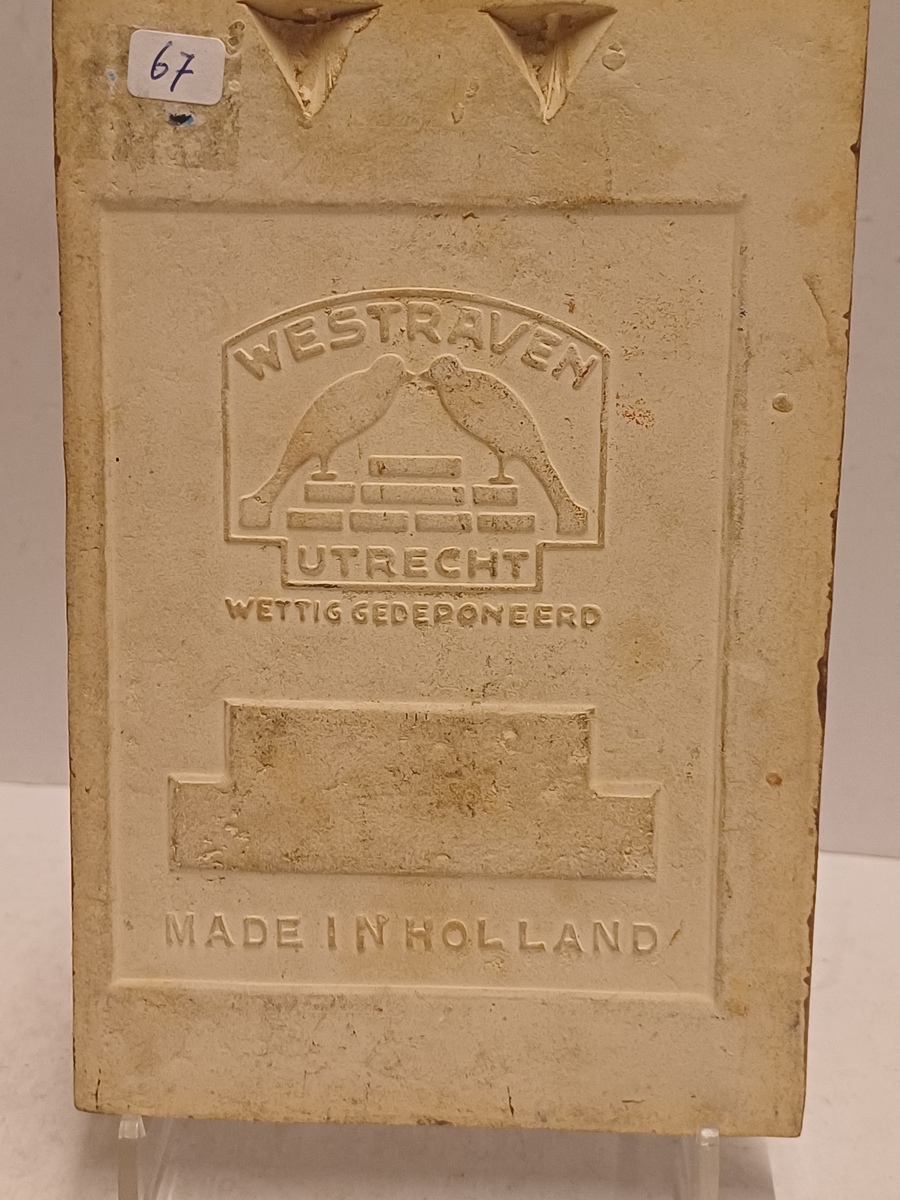 67
WESTRAVEN
UTRECHT
WETTIG GEDEPONEERD
MADE IN HOLLAND